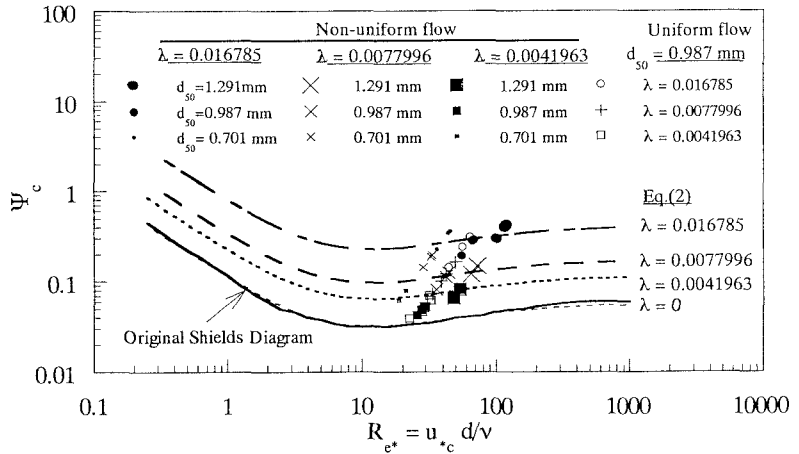 Non-uniform flow Uniform flow
λ = 0.016785 λ = 0.0077996 λ = 0.0041963 d50 = 0.987 mm
d50=1.291mm 1.291 mm 1.291 mm λ = 0.016785
d50=0.987 mm 0.987 mm 0.987 mm λ = 0.0077996
d50= 0.701 mm 0.701 mm 0.701 mm λ = 0.0041963
100
10
1
0.1
0.01
Ψc
Eq.(2)
λ = 0.016785
λ = 0.0077996
λ = 0.0041963
λ = 0
Original Shields Diagram
0.1 1 10 100 1000 10000
Re* = u*c d/ν